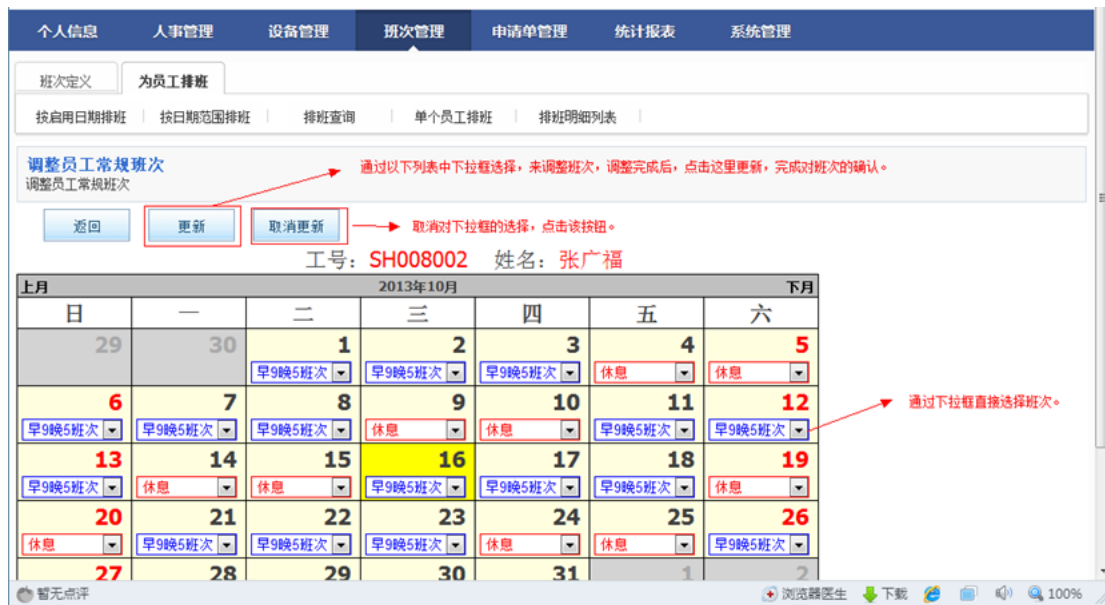 个人信息 人事管理 设备管理 班次管理 申请单管理 统计报表 系统管理
班次定义 为员工排班
按启用日期排班 按日期范围排班 排班查询 单个员工排班 排班明细列表
调整员工常规班次 通过以下列表中下拉框选择，来调整班次，调整完成后，点击这里更新，完成对班次的确认。
调整员工常规班次
返回 更新 取消更新 取消对下拉框的选择，点击该按钮。
工号：SH008002 姓名：张广福
上月 2013年10月 下月
日 一 二 三 四 五 六
29 30 1 2 3 4 5
早9晚5班次 早9晚5班次 早9晚5班次 休息 休息
6 7 8 9 10 11 12 通过下拉框直接选择班次。
早9晚5班次 早9晚5班次 早9晚5班次 休息 休息 早9晚5班次 早9晚5班次
13 14 15 16 17 18 19
早9晚5班次 休息 休息 早9晚5班次 早9晚5班次 早9晚5班次 休息
20 21 22 23 24 25 26
休息 早9晚5班次 早9晚5班次 早9晚5班次 休息 休息 早9晚5班次
27 28 29 30 31 1 2
暂无点评 浏览器医生 下载 100%